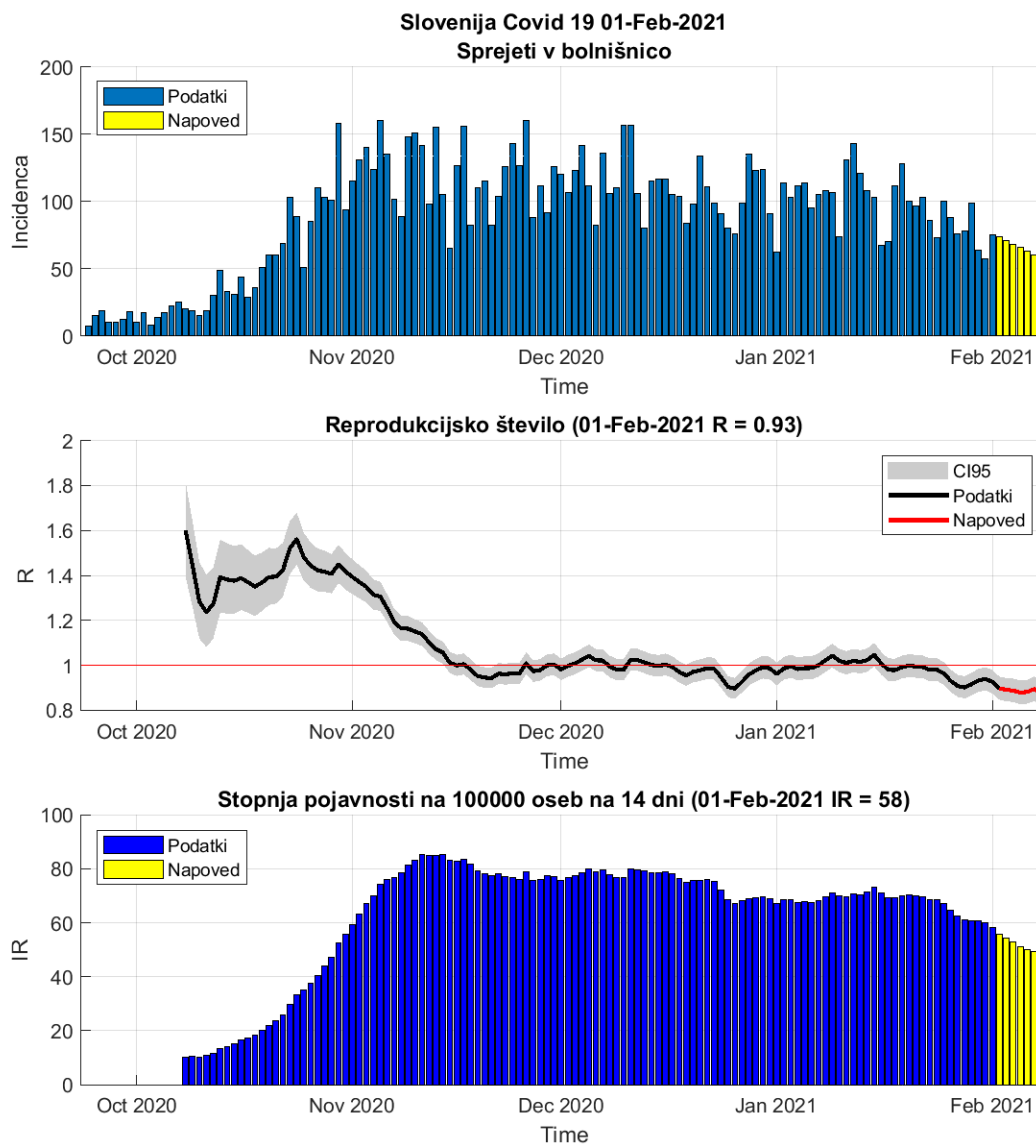 Slovenija Covid 19 01-Feb-2021
Sprejeti v bolnišnico
200
150
100
50
0
Incidenca
Podatki
Napoved
Oct 2020 Nov 2020 Dec 2020 Jan 2021 Feb 2021
Time
Reprodukcijsko število (01-Feb-2021 R = 0.93)
2
1.8
1.6
1.4
1.2
1
0.8
R
CI95
Podatki
Napoved
Oct 2020 Nov 2020 Dec 2020 Jan 2021 Feb 2021
Time
Stopnja pojavnosti na 100000 oseb na 14 dni (01-Feb-2021 IR = 58)
100
80
60
40
20
0
IR
Podatki
Napoved
Oct 2020 Nov 2020 Dec 2020 Jan 2021 Feb 2021
Time